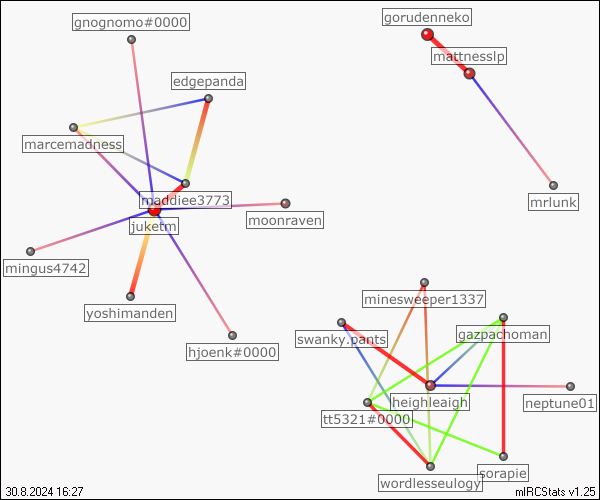 gnognomo#0000
gorudenneko
mattnesslp
edgepanda
marcemadness
maddiee3773
juketm
moonraven
mrlunk
mingus4742
yoshimanden
hjoenk#0000
minesweeper1337
swanky.pants
gazpachoman
heighleaigh
neptune01
tt5321#0000
sorapie
wordlesseulogy
30.8.2024 16:27
mIRCStats v1.25